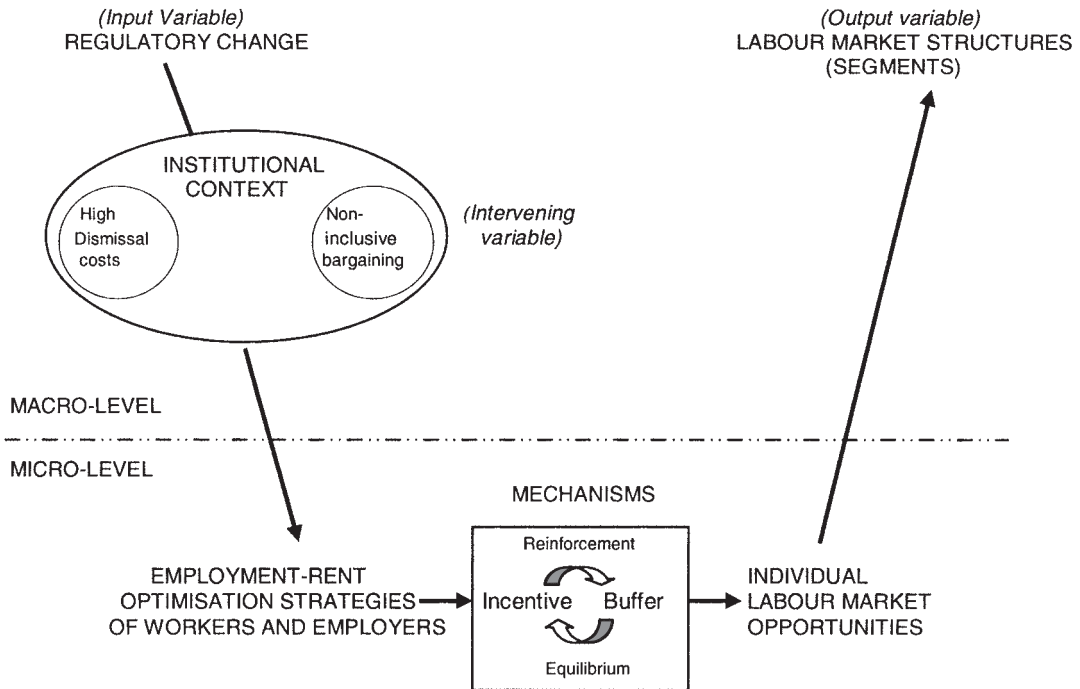 (Input Variable)
REGULATORY CHANGE
(Output variable)
LABOUR MARKET STRUCTURES
(SEGMENTS)
INSTITUTIONAL
CONTEXT
High
Dismissal
costs
Non-
inclusive
bargaining
(Intervening
variable)
MACRO-LEVEL
MICRO-LEVEL
MECHANISMS
EMPLOYMENT-RENT
OPTIMISATION STRATEGIES
OF WORKERS AND EMPLOYERS
Reinforcement
Incentive Buffer
Equilibrium
INDIVIDUAL
LABOUR MARKET
OPPORTUNITIES